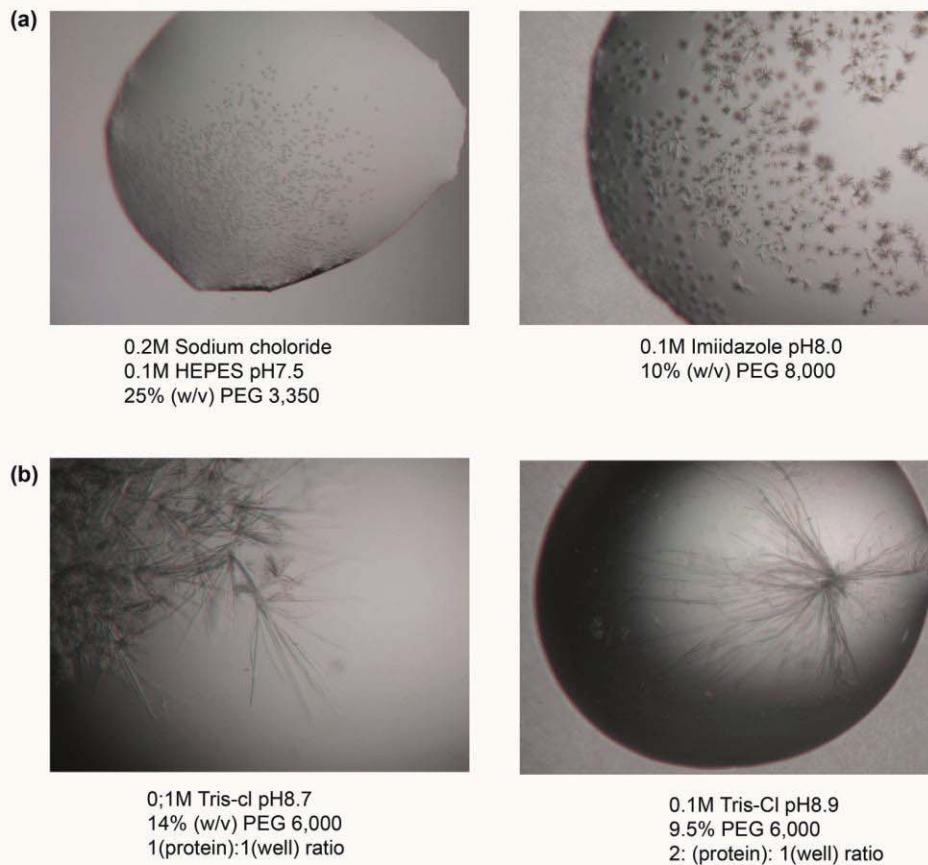 (a)
0.2M Sodium choloride
0.1M HEPES pH7.5
25% (w/v) PEG 3,350
0.1M Imiidazole pH8.0
10% (w/v) PEG 8,000
(b)
0;1M Tris-cl pH8.7
14% (w/v) PEG 6,000
1(protein):1(well) ratio
0.1M Tris-Cl pH8.9
9.5% PEG 6,000
2: (protein): 1(well) ratio